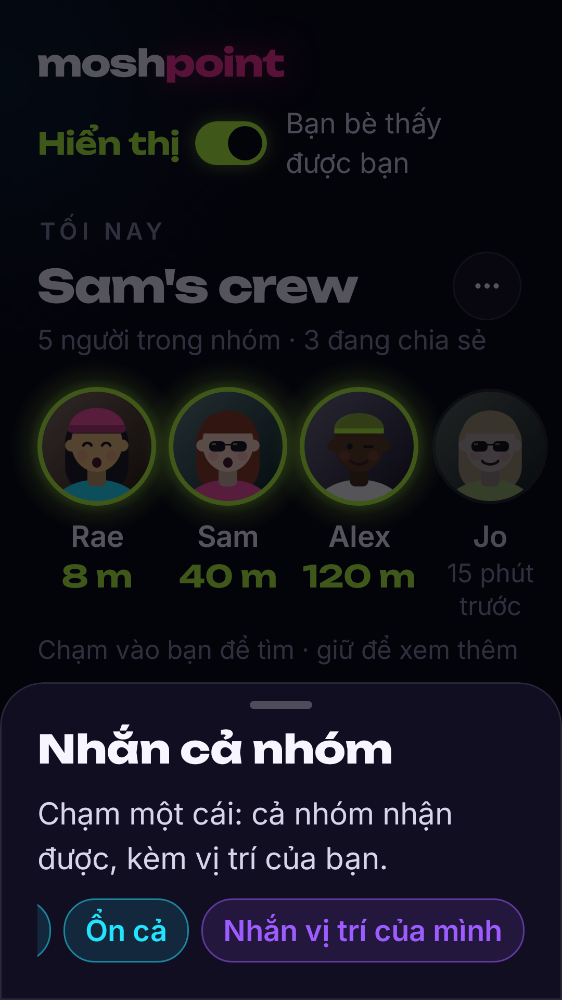 moshpoint
Hiển thị
Bạn bè thấy
được bạn
TỐI NAY
Sam's crew
5 người trong nhóm · 3 đang chia sẻ
Rae
Sam
Alex
Jo
8 m
40 m
120 m
15 phút
trước
Chạm vào bạn để tìm · giữ để xem thêm
Nhắn cả nhóm
Chạm một cái: cả nhóm nhận
được, kèm vị trí của bạn.
Ổn cả
Nhắn vị trí của mình